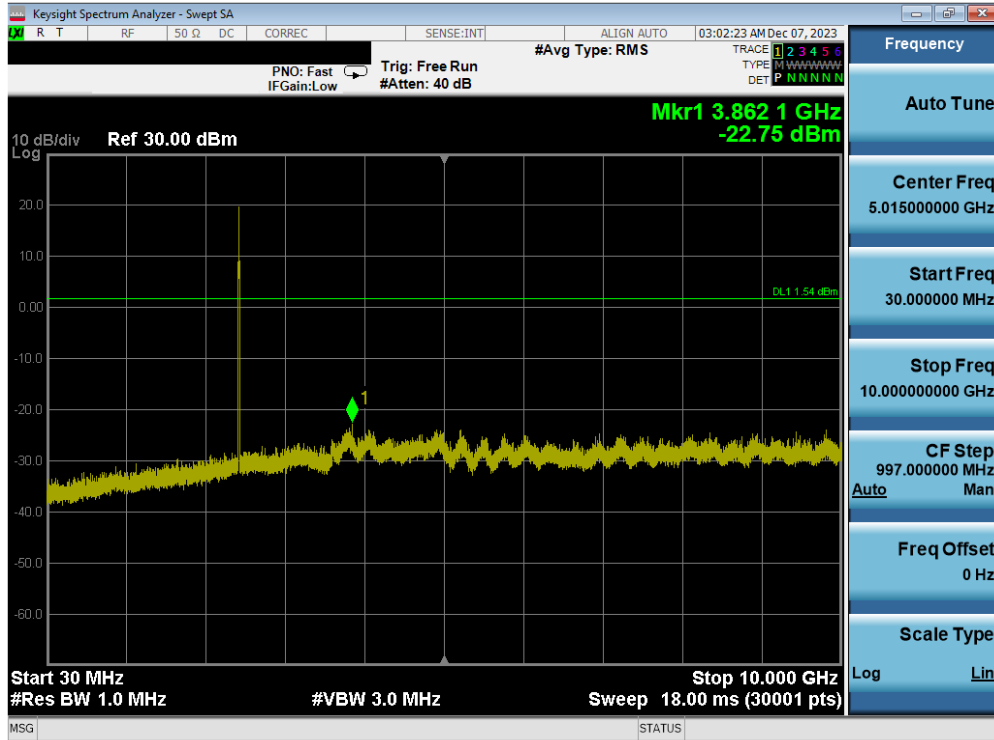 Keysight Spectrum Analyzer - Swept SA
LXI R T RF 50 Ω DC CORREC SENSE:INT ALIGN AUTO 03:02:23 AM Dec 07, 2023
#Avg Type: RMS
TRACE 1 2 3 4 5 6
TYPE M WWWWW
DET P N N N N N
PNO: Fast
IFGain:Low
Trig: Free Run
#Atten: 40 dB
Mkr1 3.862 1 GHz
-22.75 dBm
10 dB/div
Log
Ref 30.00 dBm
20.0
10.0
0.00
-10.0
-20.0
-30.0
-40.0
-50.0
-60.0
DL1 1.54 dBm
1
Start 30 MHz
Stop 10.000 GHz
#Res BW 1.0 MHz
#VBW 3.0 MHz
Sweep 18.00 ms (30001 pts)
MSG
STATUS
Frequency
Auto Tune
Center Freq
5.015000000 GHz
Start Freq
30.000000 MHz
Stop Freq
10.000000000 GHz
CF Step
997.000000 MHz
Auto Man
Freq Offset
0 Hz
Scale Type
Log Lin